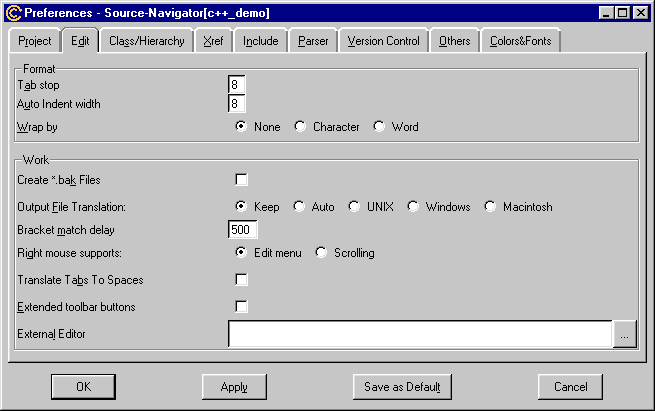 Preferences - Source-Navigator[c++_demo]
Project Edit Class/Hierarchy Xref Include Parser Version Control Others Colors&Fonts
Format
Tab stop 8
Auto Indent width 8
Wrap by None Character Word
Work
Create *.bak Files
Output File Translation: Keep Auto UNIX Windows Macintosh
Bracket match delay 500
Right mouse supports: Edit menu Scrolling
Translate Tabs To Spaces
Extended toolbar buttons
External Editor ...
OK Apply Save as Default Cancel